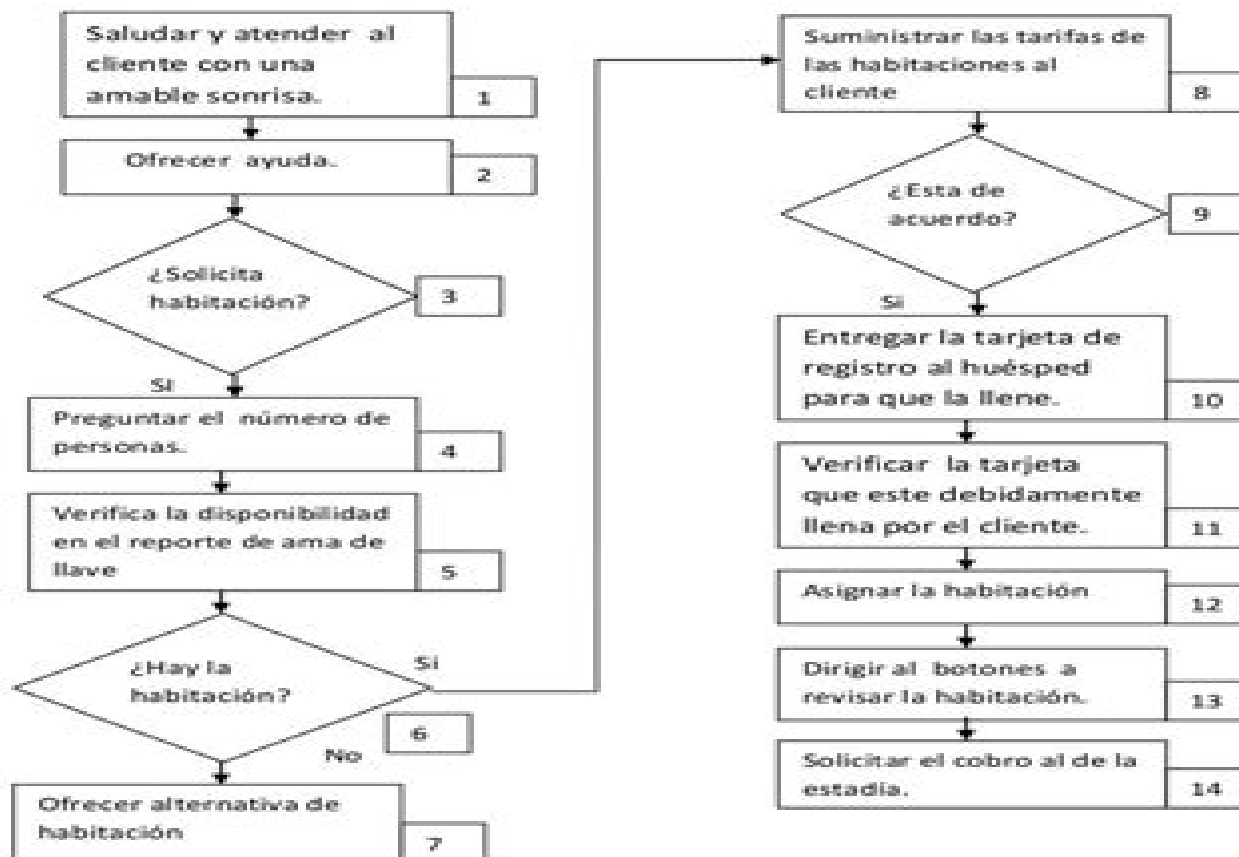 Saludar y atender al
cliente con una
amable sonrisa.
1
Ofrecer ayuda.
2
¿Solicita
habitación?
3
SI
Preguntar el número de
personas.
4
Verifica la disponibilidad
en el reporte de ama de
llave
5
¿Hay la
habitación?
Si
6
No
Ofrecer alternativa de
habitación
7
Suministrar las tarifas de
las habitaciones al
cliente
8
¿Esta de
acuerdo?
9
Si
Entregar la tarjeta de
registro al huésped
para que la llene.
10
Verificar la tarjeta
que este debidamente
llena por el cliente.
11
Asignar la habitación
12
Dirigir al botones a
revisar la habitación.
13
Solicitar el cobro al de la
estadía.
14